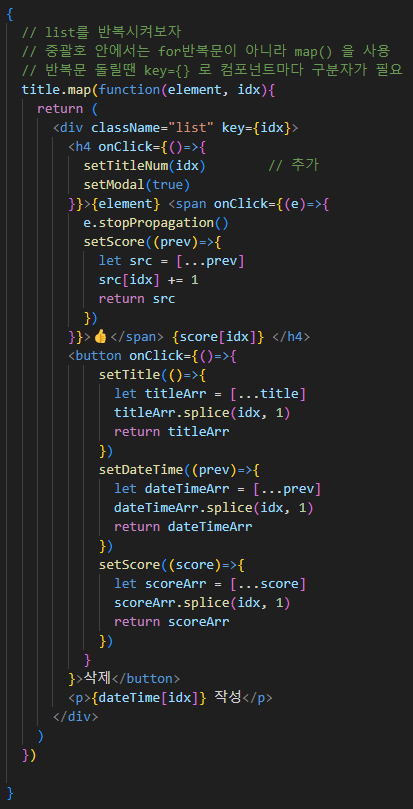 {
  // list를 반복시켜보자
  // 중괄호 안에서는 for반복문이 아니라 map() 을 사용
  // 반복문 돌릴땐 key={} 로 컴포넌트마다 구분자가 필요
  title.map(function(element, idx){
    return (
      <div className="list" key={idx}>
        <h4 onClick={()=>{
          setTitleNum(idx)        // 추가
          setModal(true)
        }}>{element} <span onClick={(e)=>{
          e.stopPropagation()
          setScore((prev)=>{
            let src = [...prev]
            src[idx] += 1
            return src
          })
        }}>👍</span> {score[idx]} </h4>
        <button onClick={()=>{
            setTitle(()=>{
              let titleArr = [...title]
              titleArr.splice(idx, 1)
              return titleArr
            })
            setDateTime((prev)=>{
              let dateTimeArr = [...prev]
              dateTimeArr.splice(idx, 1)
              return dateTimeArr
            })
            setScore((score)=>{
              let scoreArr = [...score]
              scoreArr.splice(idx, 1)
              return scoreArr
            })
          }
        }>삭제</button>
        <p>{dateTime[idx]} 작성</p>
      </div>
    )
  })

}